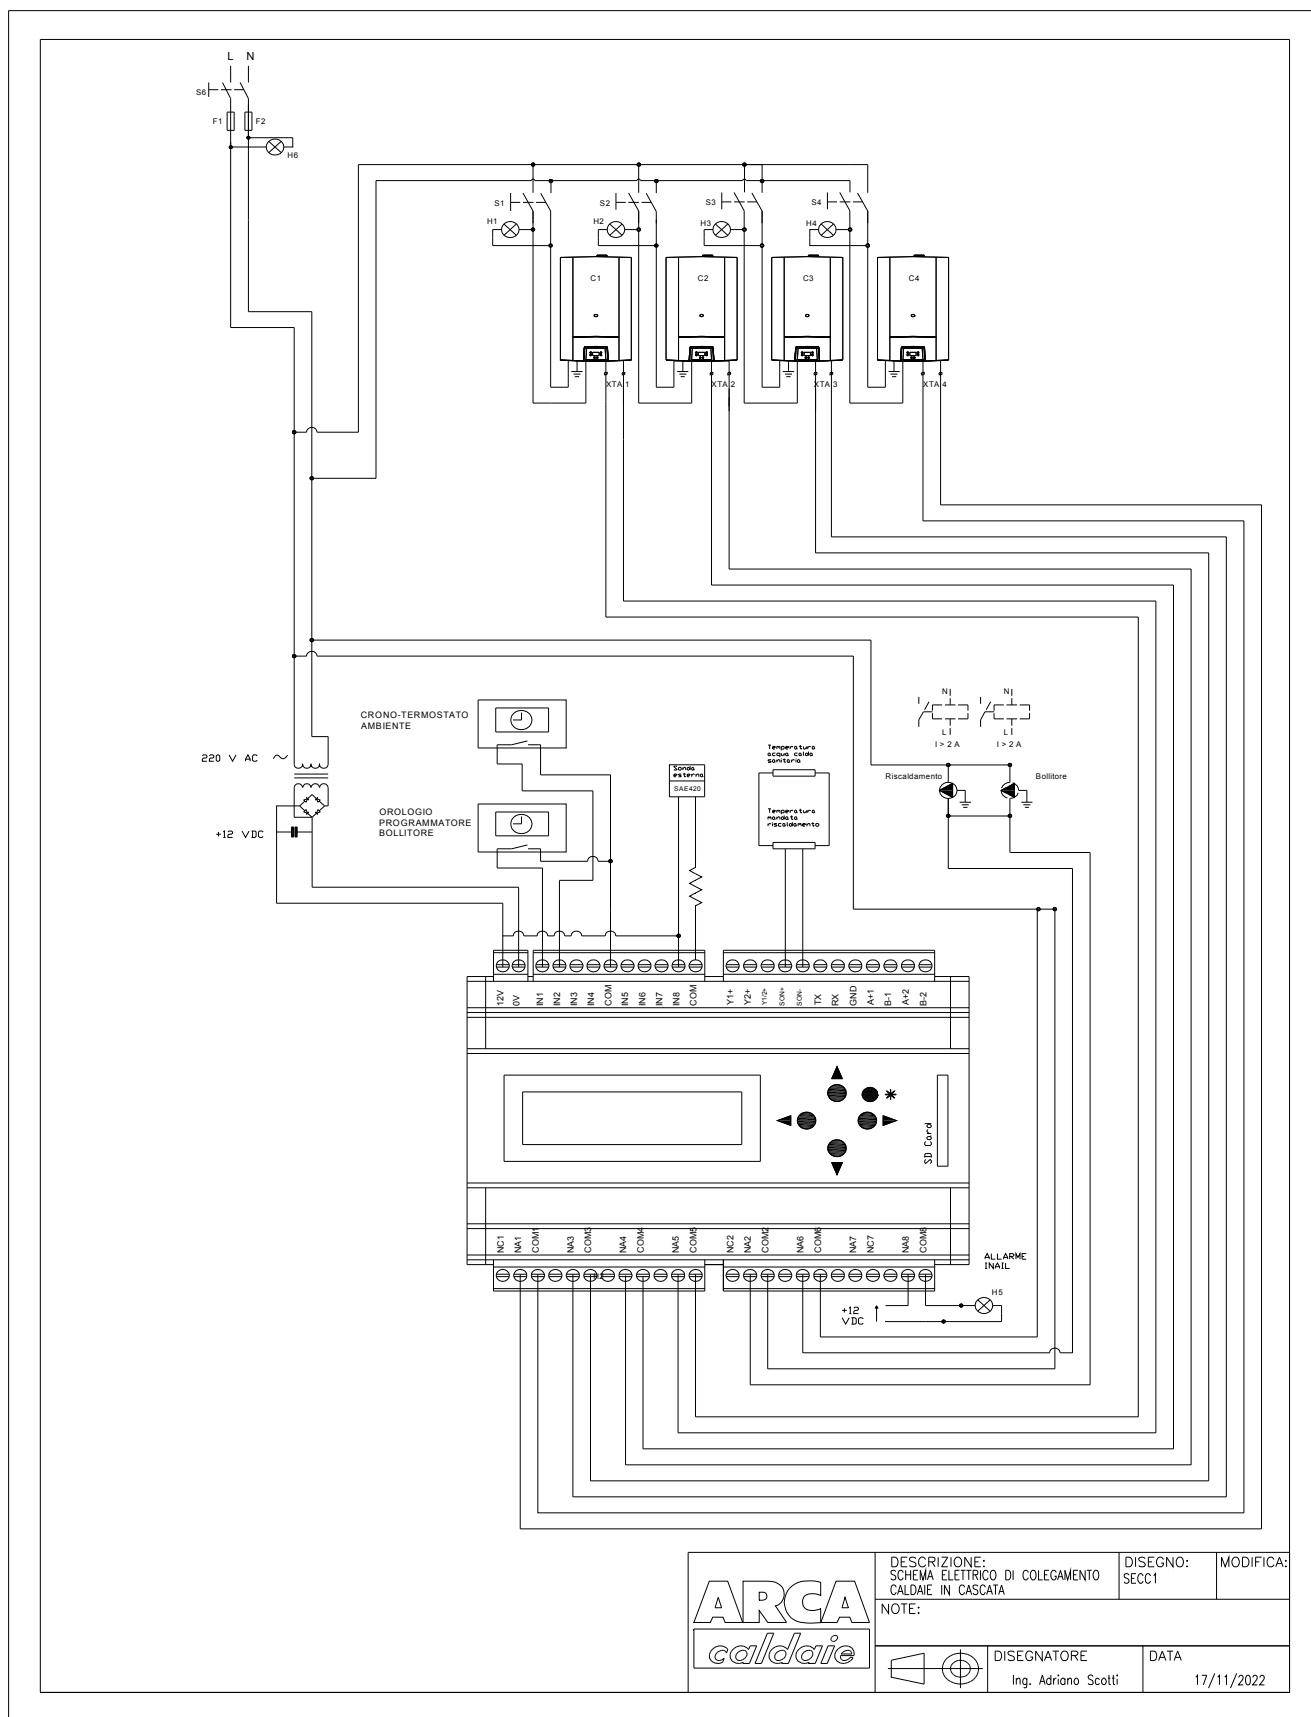 L N
S6
F1 F2
H6
S1 S2 S3 S4
H1 H2 H3 H4
C1 C2 C3 C4
XTA 1 XTA 2 XTA 3 XTA 4
N N
L L
I > 2 A I > 2 A
CRONO-TERMOSTATO
AMBIENTE
220 V AC
Temperatura
acqua calda
sanitaria
Sonda
esterna
SAE420
Riscaldamento Bollitore
OROLOGIO
PROGRAMMATORE
BOLLITORE
Temperatura
mandata
riscaldamento
+12 VDC
12V 0V IN1 IN2 IN3 IN4 COM IN5 IN6 IN7 IN8 COM Y1+ Y2+ Y1/2+ SON+ SON- TX RX GND A+1 B-1 A+2 B-2
SD Card
NC1 NA1 COM1 NA3 COM3 NA4 COM4 NA5 COM5 NC2 NA2 COM2 NA6 COM6 NA7 NC7 NA8 COM8
ALLARME
INAIL
H5
+12
VDC
ARCA
caldaie
DESCRIZIONE:
SCHEMA ELETTRICO DI COLEGAMENTO
CALDAIE IN CASCATA
DISEGNO:
SECC1
MODIFICA:
NOTE:
DISEGNATORE
Ing. Adriano Scotti
DATA
17/11/2022